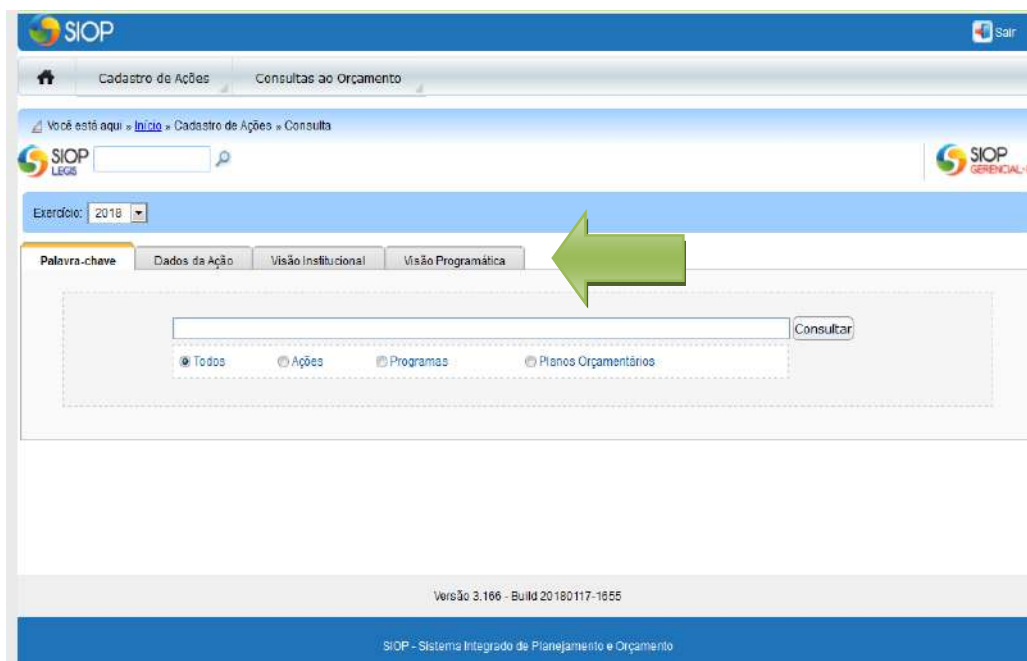 SIOP
Sair
Cadastro de Ações Consultas ao Orçamento
Você está aqui » Início » Cadastro de Ações » Consulta
SIOP
LEGIS
SIOP
GERENCIAL-
Exercício: 2018
Palavra-chave Dados da Ação Visão Institucional Visão Programática
Consultar
Todos Ações Programas Planos Orçamentários
Versão 3.166 - Build 20180117-1655
SIOP - Sistema Integrado de Planejamento e Orçamento